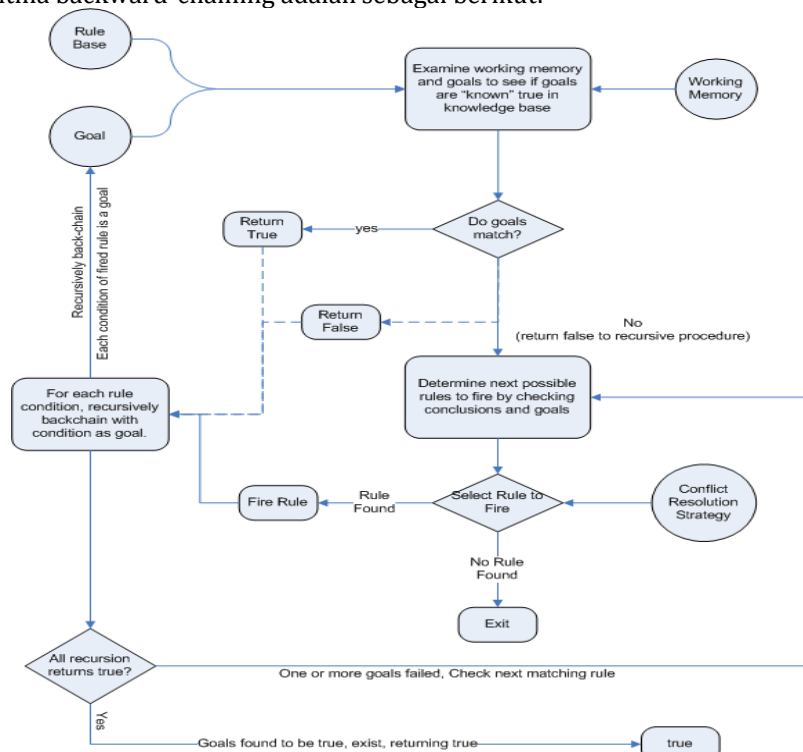 backward-chaining adalah sebagai berikut.
Rule
Base
Examine working memory
and goals to see if goals
are “known” true in
knowledge base
Working
Memory
Goal
Recursively back-chain
Each condition of fired rule is a goal
Return
True
yes
Do goals
match?
Return
False
No
(return false to recursive procedure)
For each rule
condition, recursively
backchain with
condition as goal.
Determine next possible
rules to fire by checking
conclusions and goals
Fire Rule
Rule
Found
Select Rule to
Fire
Conflict
Resolution
Strategy
No Rule
Found
Exit
All recursion
returns true?
One or more goals failed, Check next matching rule
Yes
Goals found to be true, exist, returning true
true